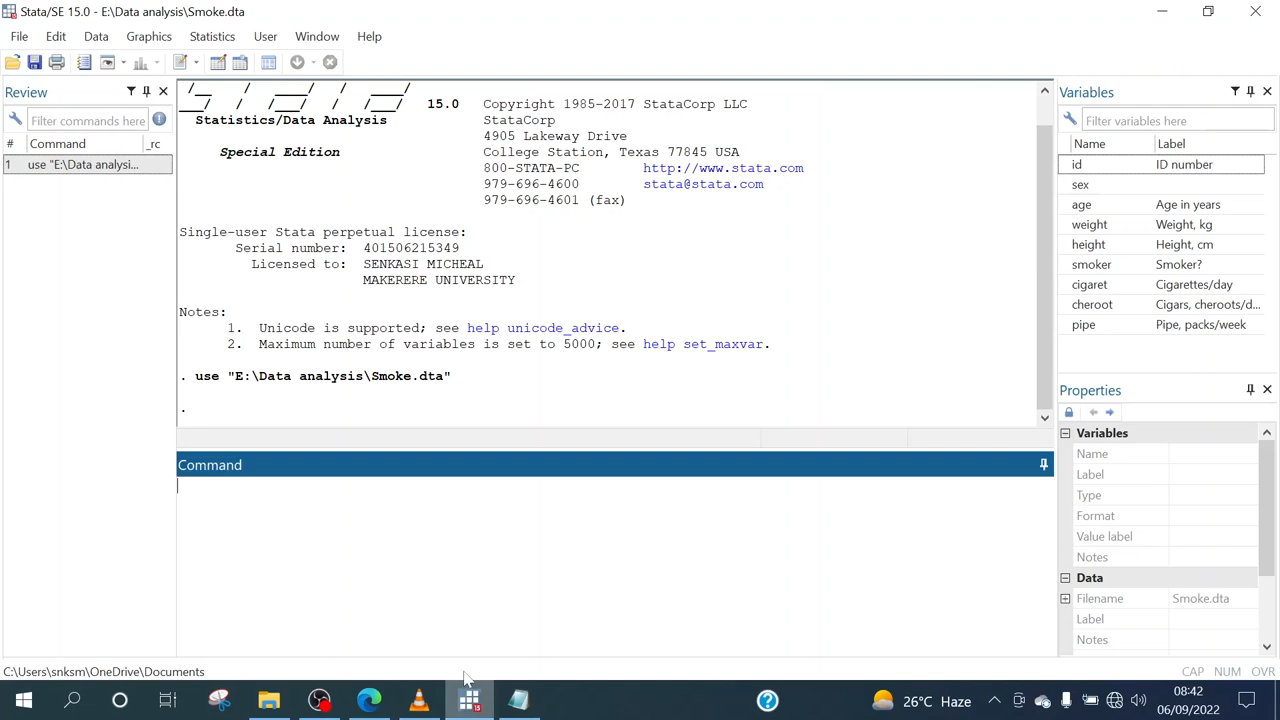 Stata/SE 15.0 - E:\Data analysis\Smoke.dta
File Edit Data Graphics Statistics User Window Help
Review
Filter commands here
# Command _rc
1 use "E:\Data analysi...
15.0 Copyright 1985-2017 StataCorp LLC
Statistics/Data Analysis StataCorp
4905 Lakeway Drive
Special Edition College Station, Texas 77845 USA
800-STATA-PC http://www.stata.com
979-696-4600 stata@stata.com
979-696-4601 (fax)
Single-user Stata perpetual license:
Serial number: 401506215349
Licensed to: SENKASI MICHEAL
MAKERERE UNIVERSITY
Notes:
1. Unicode is supported; see help unicode_advice.
2. Maximum number of variables is set to 5000; see help set_maxvar.
. use "E:\Data analysis\Smoke.dta"
.
Command
Variables
Filter variables here
Name Label
id ID number
sex
age Age in years
weight Weight, kg
height Height, cm
smoker Smoker?
cigaret Cigarettes/day
cheroot Cigars, cheroots/d...
pipe Pipe, packs/week
Properties
Variables
Name
Label
Type
Format
Value label
Notes
Data
Filename Smoke.dta
Label
Notes
C:\Users\snksm\OneDrive\Documents
CAP NUM OVR
26°C Haze
08:42
06/09/2022